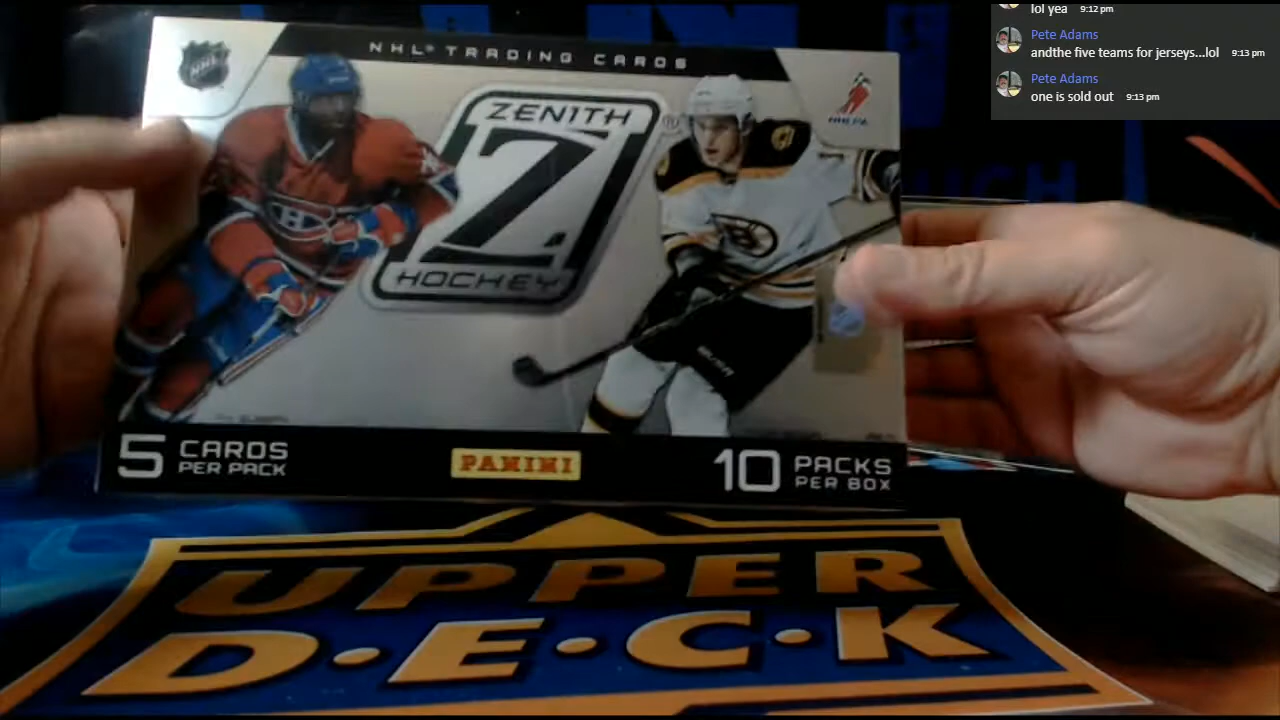 lol yea 9:12 pm
Pete Adams
andthe five teams for jerseys...lol 9:13 pm
Pete Adams
one is sold out 9:13 pm
NHL® TRADING CARDS
NHL
NHLPA
ZENITH ®
Z
HOCKEY
5 CARDS PER PACK
PANINI
10 PACKS PER BOX
UPPER
D·E·C·K